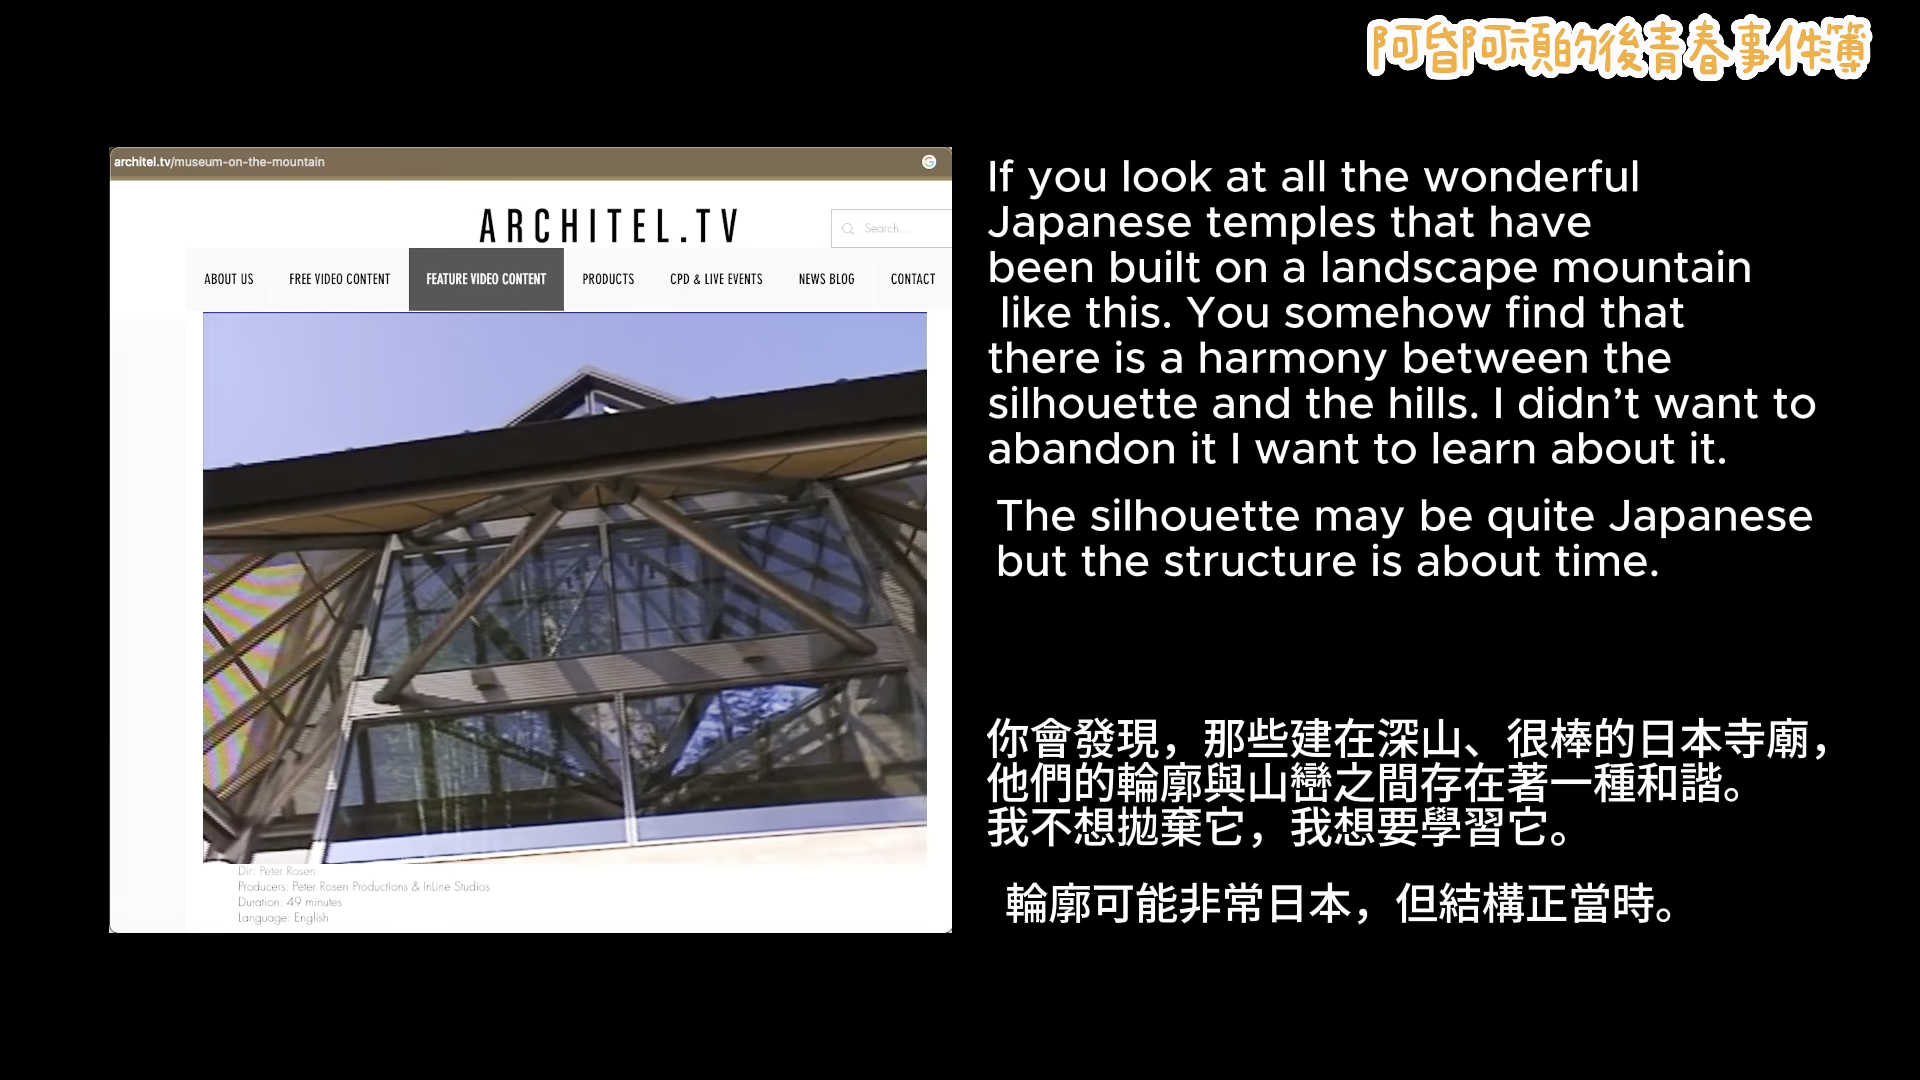 阿昏阿項的後青春事件簿
architel.tv/museum-on-the-mountain
ARCHITEL.TV
Search...
ABOUT US
FREE VIDEO CONTENT
FEATURE VIDEO CONTENT
PRODUCTS
CPD & LIVE EVENTS
NEWS BLOG
CONTACT
Dir: Peter Rosen
Producers: Peter Rosen Productions & InLine Studios
Duration: 49 minutes
Language: English
If you look at all the wonderful
Japanese temples that have
been built on a landscape mountain
like this. You somehow find that
there is a harmony between the
silhouette and the hills. I didn’t want to
abandon it I want to learn about it.
The silhouette may be quite Japanese
but the structure is about time.
你會發現，那些建在深山、很棒的日本寺廟，
他們的輪廓與山巒之間存在著一種和諧。
我不想拋棄它，我想要學習它。
輪廓可能非常日本，但結構正當時。